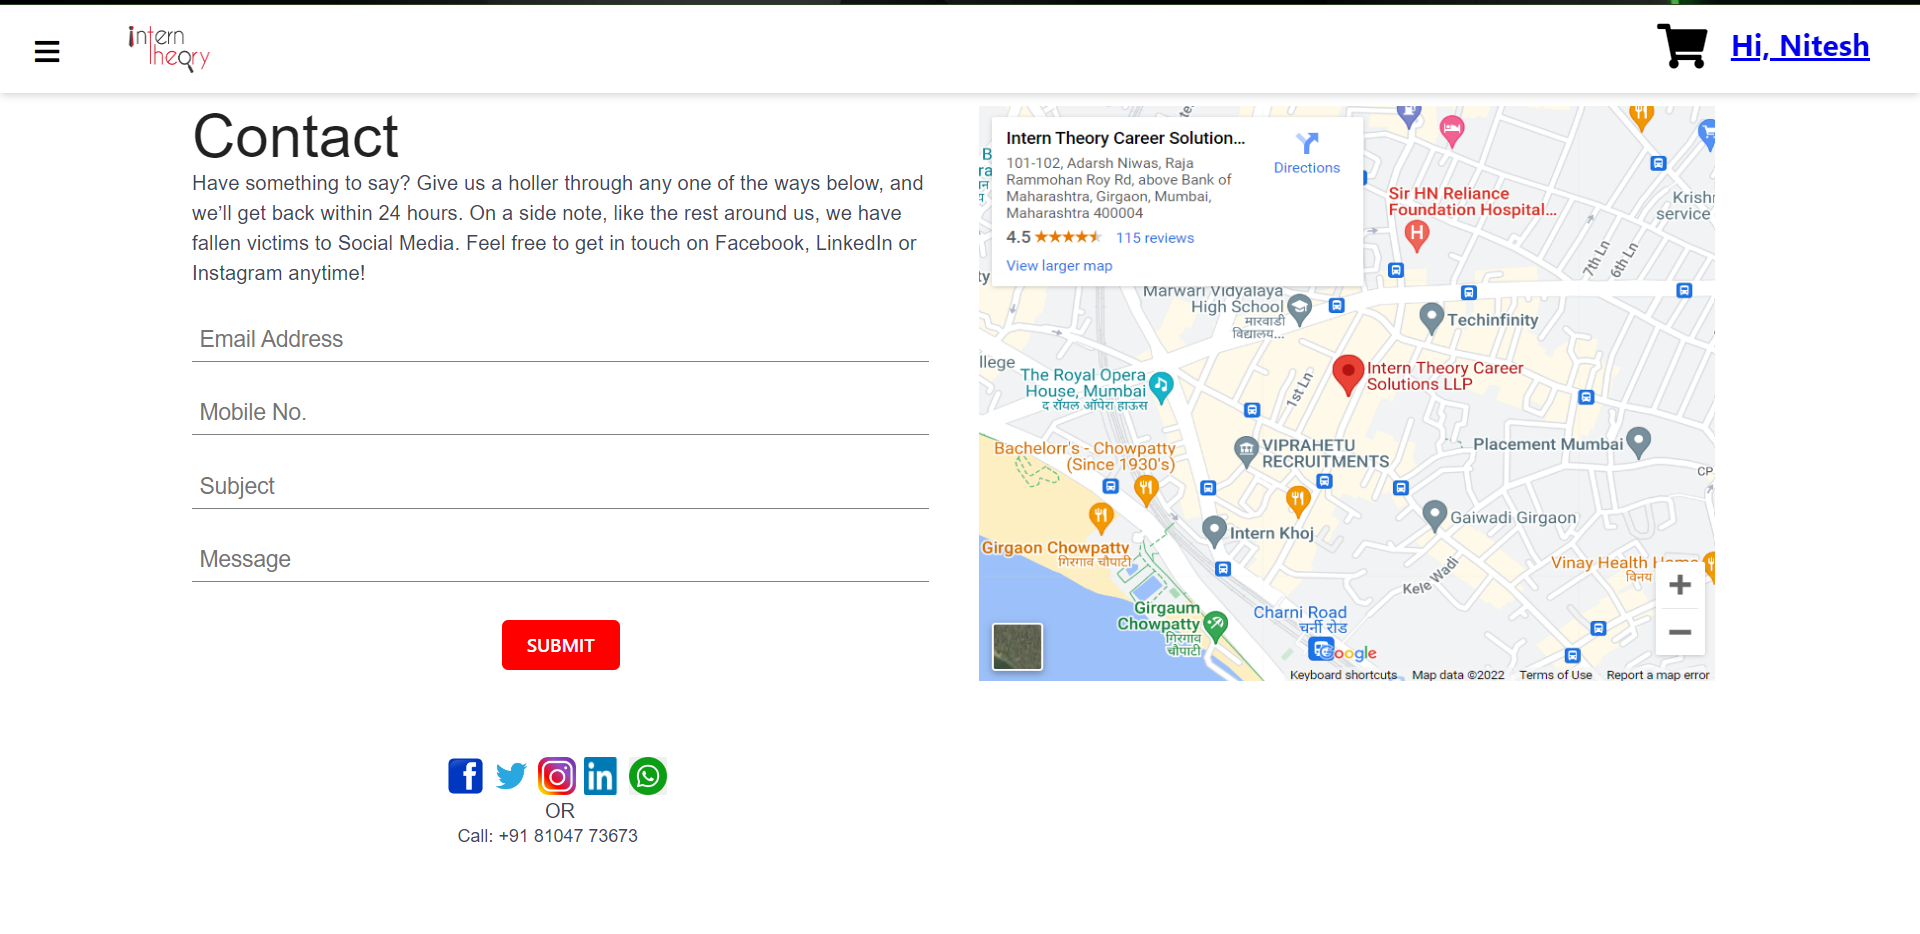 intern
theory
Hi, Nitesh
Contact
Have something to say? Give us a holler through any one of the ways below, and
we’ll get back within 24 hours. On a side note, like the rest around us, we have
fallen victims to Social Media. Feel free to get in touch on Facebook, LinkedIn or
Instagram anytime!
Email Address
Mobile No.
Subject
Message
SUBMIT
OR
Call: +91 81047 73673
Intern Theory Career Solution...
101-102, Adarsh Niwas, Raja
Rammohan Roy Rd, above Bank of
Maharashtra, Girgaon, Mumbai,
Maharashtra 400004
4.5 115 reviews
View larger map
Directions
Sir HN Reliance
Foundation Hospital...
H
Krish
service
7th Ln
6th Ln
Marwari Vidyalaya
High School
मारवाडी
विद्यालय...
Techinfinity
llege
The Royal Opera
House, Mumbai
द रॉयल ऑपेरा हाऊस
1st Ln
Intern Theory Career
Solutions LLP
Bachelorr's - Chowpatty
(Since 1930's)
VIPRAHETU
RECRUITMENTS
Placement Mumbai
CP
Gaiwadi Girgaon
Intern Khoj
Girgaon Chowpatty
गिरगाव चौपाटी
Vinay Health Home
विनय
Kele Wadi
Girgaum
Chowpatty
गिरगाव
चौपाटी
Charni Road
चर्नी रोड
Google
Keyboard shortcuts Map data ©2022 Terms of Use Report a map error